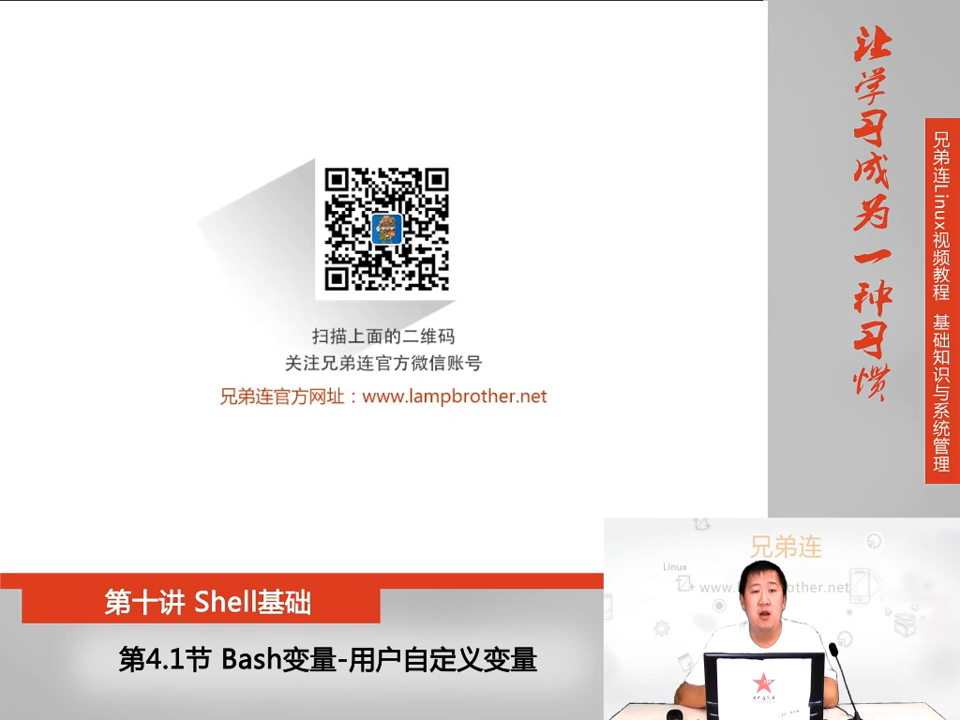 让学习成为一种习惯
兄弟连Linux视频教程 基础知识与系统管理
扫描上面的二维码
关注兄弟连官方微信账号
兄弟连官方网址：www.lampbrother.net
兄弟连
Linux
www.lampbrother.net
第十讲 Shell基础
第4.1节 Bash变量-用户自定义变量